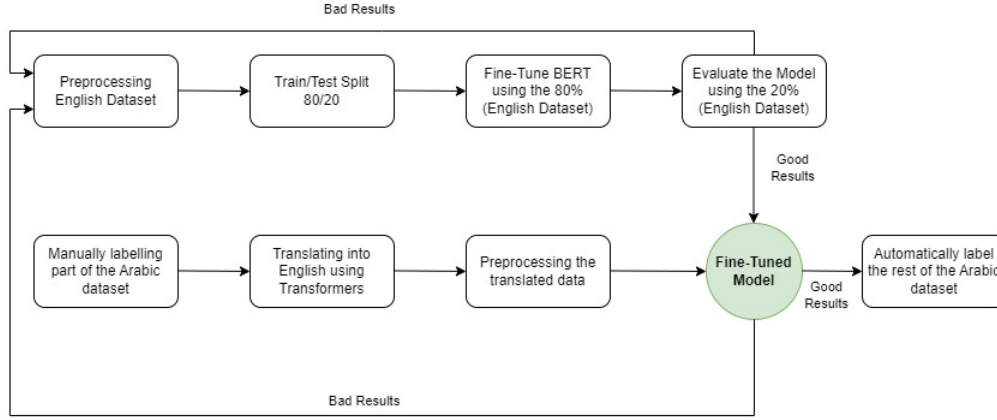 Bad Results
Preprocessing
English Dataset
Train/Test Split
80/20
Fine-Tune BERT
using the 80%
(English Dataset)
Evaluate the Model
using the 20%
(English Dataset)
Good
Results
Manually labelling
part of the Arabic
dataset
Translating into
English using
Transformers
Preprocessing the
translated data
Fine-Tuned
Model
Good
Results
Automatically label
the rest of the Arabic
dataset
Bad Results